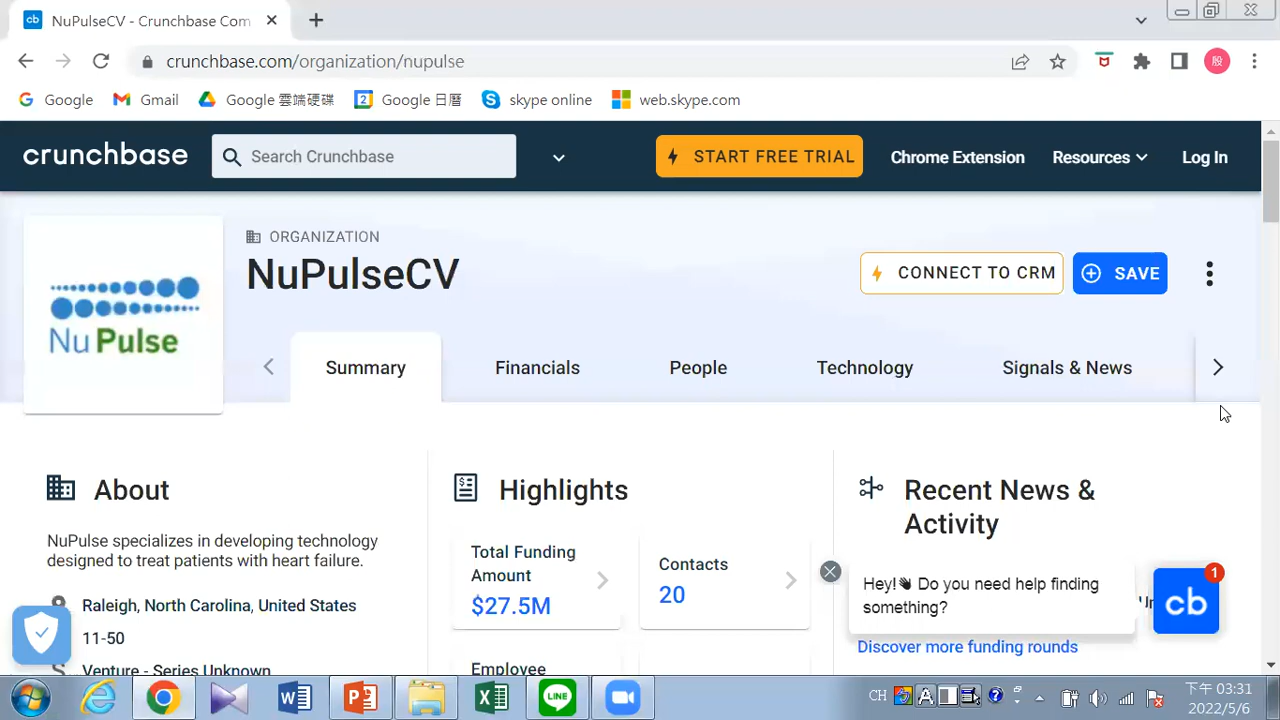 NuPulseCV - Crunchbase Com
crunchbase.com/organization/nupulse
殷
Google
Gmail
Google 雲端硬碟
2 Google 日曆
skype online
web.skype.com
crunchbase
Search Crunchbase
START FREE TRIAL
Chrome Extension
Resources
Log In
ORGANIZATION
NuPulseCV
CONNECT TO CRM
SAVE
Nu Pulse
Summary
Financials
People
Technology
Signals & News
About
Highlights
Recent News &
Activity
NuPulse specializes in developing technology
designed to treat patients with heart failure.
Total Funding
Amount
$27.5M
Contacts
20
Hey!👋 Do you need help finding
something?
cb
1
Raleigh, North Carolina, United States
11-50
Venture - Series Unknown
Employee
Discover more funding rounds
CH
下午 03:31
2022/5/6
LINE